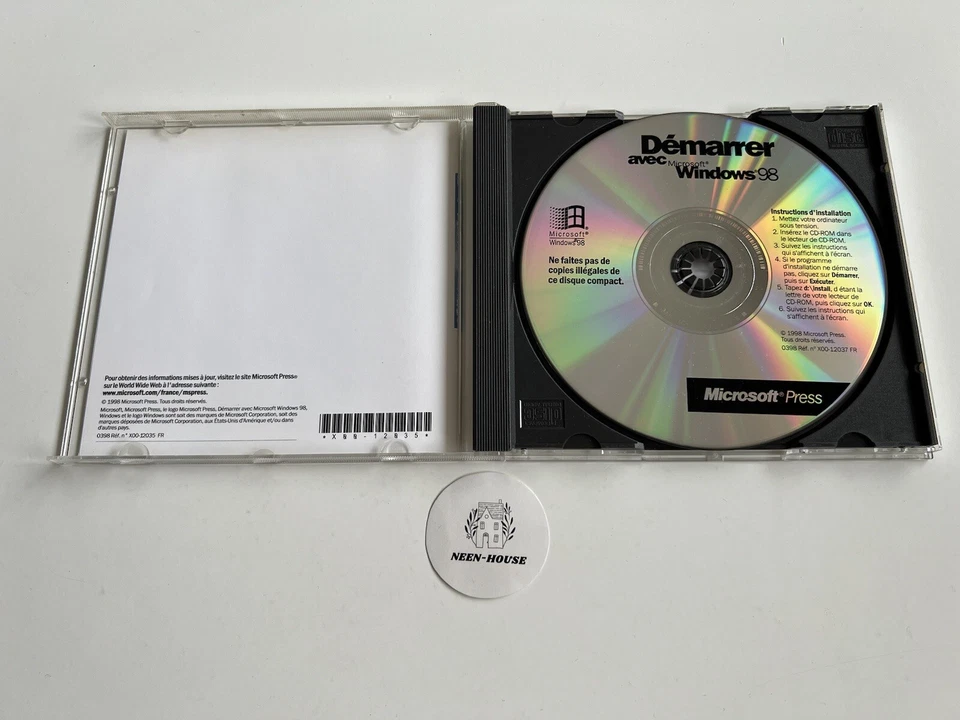 Pour obtenir des informations mises à jour, visitez le site Microsoft Press®
sur le World Wide Web à l'adresse suivante :
www.microsoft.com/france/mspress.
© 1998 Microsoft Press. Tous droits réservés.
Microsoft, Microsoft Press, le logo Microsoft Press, Démarrer avec Microsoft Windows 98,
Windows et le logo Windows sont soit des marques de Microsoft Corporation, soit des
marques déposées de Microsoft Corporation, aux États-Unis d'Amérique et/ou dans
d'autres pays.
0398 Réf. n° X00-12035 FR
*X00-12035*
Démarrer
avec Microsoft®
Windows 98
Microsoft®
Windows 98
Ne faites pas de
copies illégales de
ce disque compact.
Instructions d'installation
1. Mettez votre ordinateur
sous tension.
2. Insérez le CD-ROM dans
le lecteur de CD-ROM.
3. Suivez les instructions
qui s'affichent à l'écran.
4. Si le programme
d'installation ne démarre
pas, cliquez sur Démarrer,
puis sur Exécuter.
5. Tapez d:\install, d étant la
lettre de votre lecteur de
CD-ROM, puis cliquez sur OK.
6. Suivez les instructions qui
s'affichent à l'écran.
© 1998 Microsoft Press.
Tous droits réservés.
0398 Réf. n° X00-12037 FR
Microsoft® Press
NEEN-HOUSE